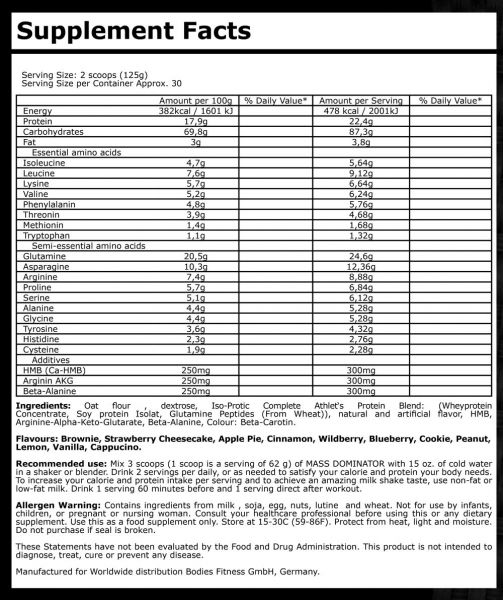 Supplement Facts
Serving Size: 2 scoops (125g)
Serving Size per Container Approx. 30
Amount per 100g % Daily Value* Amount per Serving % Daily Value*
Energy 382kcal / 1601 kJ 478 kcal / 2001kJ
Protein 17,9g 22,4g
Carbohydrates 69,8g 87,3g
Fat 3g 3,8g
Essential amino acids
Isoleucine 4,7g 5,64g
Leucine 7,6g 9,12g
Lysine 5,7g 6,64g
Valine 5,2g 6,24g
Phenylalanin 4,8g 5,76g
Threonin 3,9g 4,68g
Methionin 1,4g 1,68g
Tryptophan 1,1g 1,32g
Semi-essential amino acids
Glutamine 20,5g 24,6g
Asparagine 10,3g 12,36g
Arginine 7,4g 8,88g
Proline 5,7g 6,84g
Serine 5,1g 6,12g
Alanine 4,4g 5,28g
Glycine 4,4g 5,28g
Tyrosine 3,6g 4,32g
Histidine 2,3g 2,76g
Cysteine 1,9g 2,28g
Additives
HMB (Ca-HMB) 250mg 300mg
Arginin AKG 250mg 300mg
Beta-Alanine 250mg 300mg
Ingredients: Oat flour , dextrose, Iso-Protic Complete Athlet's Protein Blend: (Wheyprotein
Concentrate, Soy protein Isolat, Glutamine Peptides (From Wheat)), natural and artificial flavor, HMB,
Arginine-Alpha-Keto-Glutarate, Beta-Alanine, Colour: Beta-Carotin.
Flavours: Brownie, Strawberry Cheesecake, Apple Pie, Cinnamon, Wildberry, Blueberry, Cookie, Peanut,
Lemon, Vanilla, Cappucino.
Recommended use: Mix 3 scoops (1 scoop is a serving of 62 g) of MASS DOMINATOR with 15 oz. of cold water
in a shaker or blender. Drink 2 servings per daily, or as needed to satisfy your calorie and protein your body needs.
To increase your calorie and protein intake per serving and to achieve an amazing milk shake taste, use non-fat or
low-fat milk. Drink 1 serving 60 minutes before and 1 serving direct after workout.
Allergen Warning: Contains ingredients from milk , soja, egg, nuts, lutine and wheat. Not for use by infants,
children, or pregnant or nursing woman. Consult your healthcare professional before using this or any dietary
supplement. Use this as a food supplement only. Store at 15-30C (59-86F). Protect from heat, light and moisture.
Do not purchase if seal is broken.
These Statements have not been evaluated by the Food and Drug Administration. This product is not intended to
diagnose, treat, cure or prevent any disease.
Manufactured for Worldwide distribution Bodies Fitness GmbH, Germany.